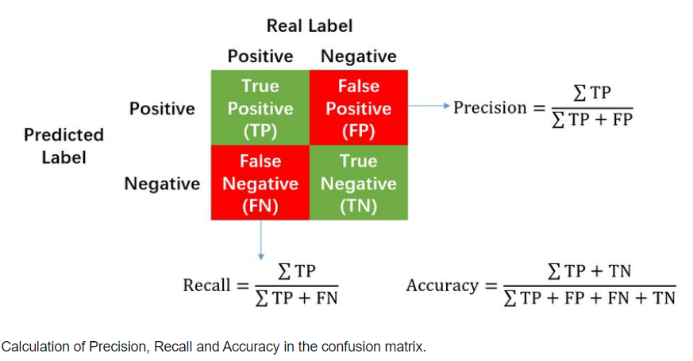 Real Label
Positive Negative
Predicted Label
Positive
True Positive (TP)
False Positive (FP)
Precision = ∑ TP / ∑ TP + FP
Negative
False Negative (FN)
True Negative (TN)
Recall = ∑ TP / ∑ TP + FN
Accuracy = ∑ TP + TN / ∑ TP + FP + FN + TN
Calculation of Precision, Recall and Accuracy in the confusion matrix.